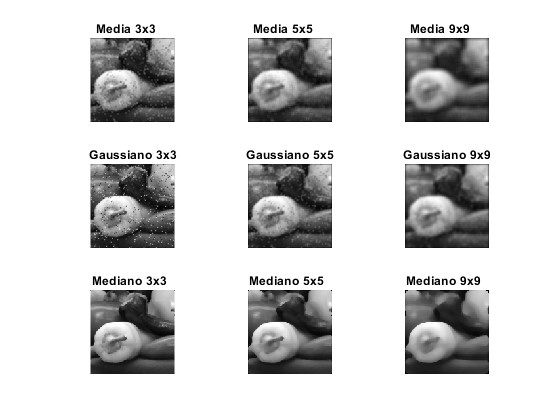 Media 3x3
Media 5x5
Media 9x9
Gaussiano 3x3
Gaussiano 5x5
Gaussiano 9x9
Mediano 3x3
Mediano 5x5
Mediano 9x9